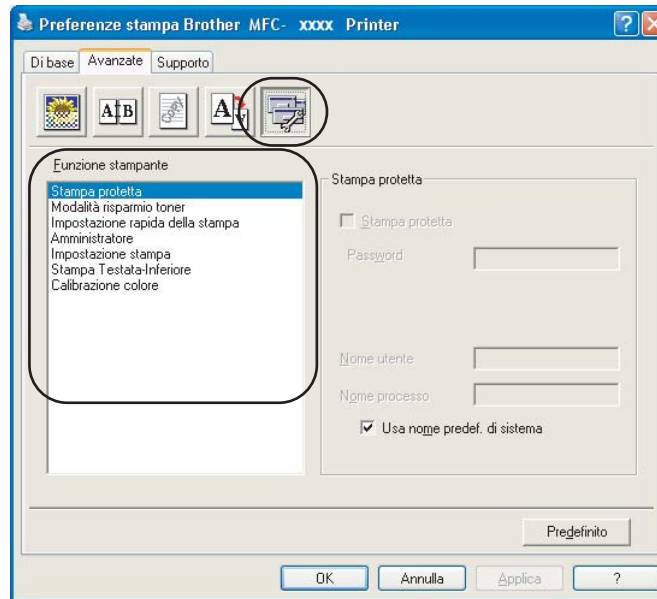 Preferenze stampa Brother MFC- xxxx Printer
?
Di base Avanzate Supporto
A B
Copy
A
Funzione stampante
Stampa protetta
Modalità risparmio toner
Impostazione rapida della stampa
Amministratore
Impostazione stampa
Stampa Testata-Inferiore
Calibrazione colore
Stampa protetta
Stampa protetta
Password
Nome utente
Nome processo
Usa nome predef. di sistema
Predefinito
OK Annulla Applica ?